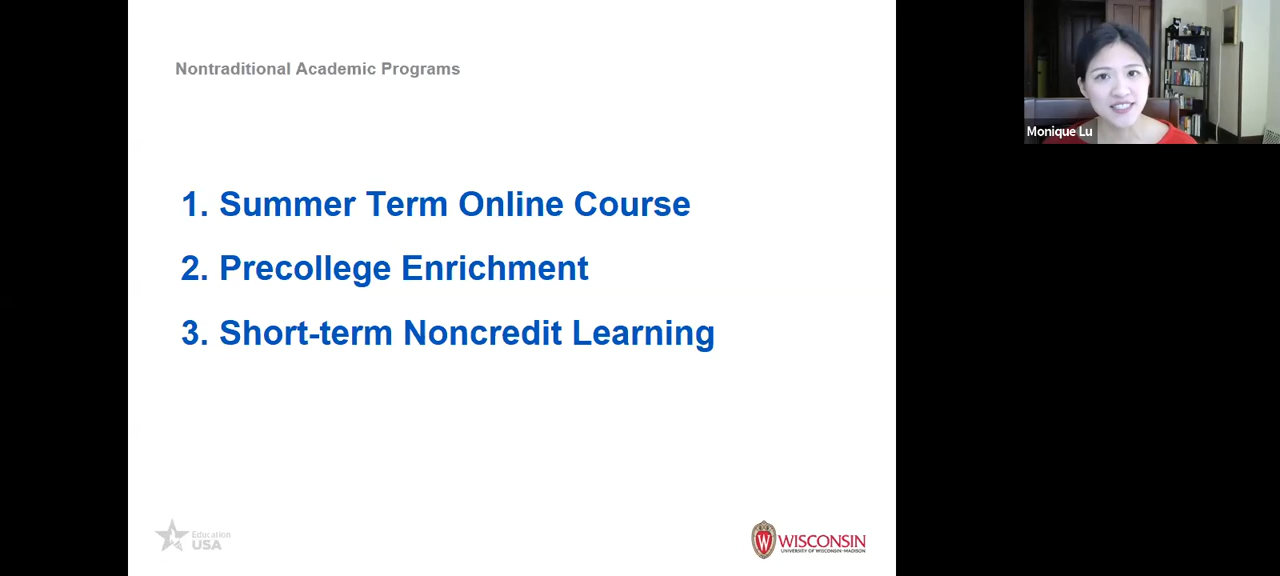 Nontraditional Academic Programs
Monique Lu
1. Summer Term Online Course
2. Precollege Enrichment
3. Short-term Noncredit Learning
Education
USA
W WISCONSIN
UNIVERSITY OF WISCONSIN–MADISON